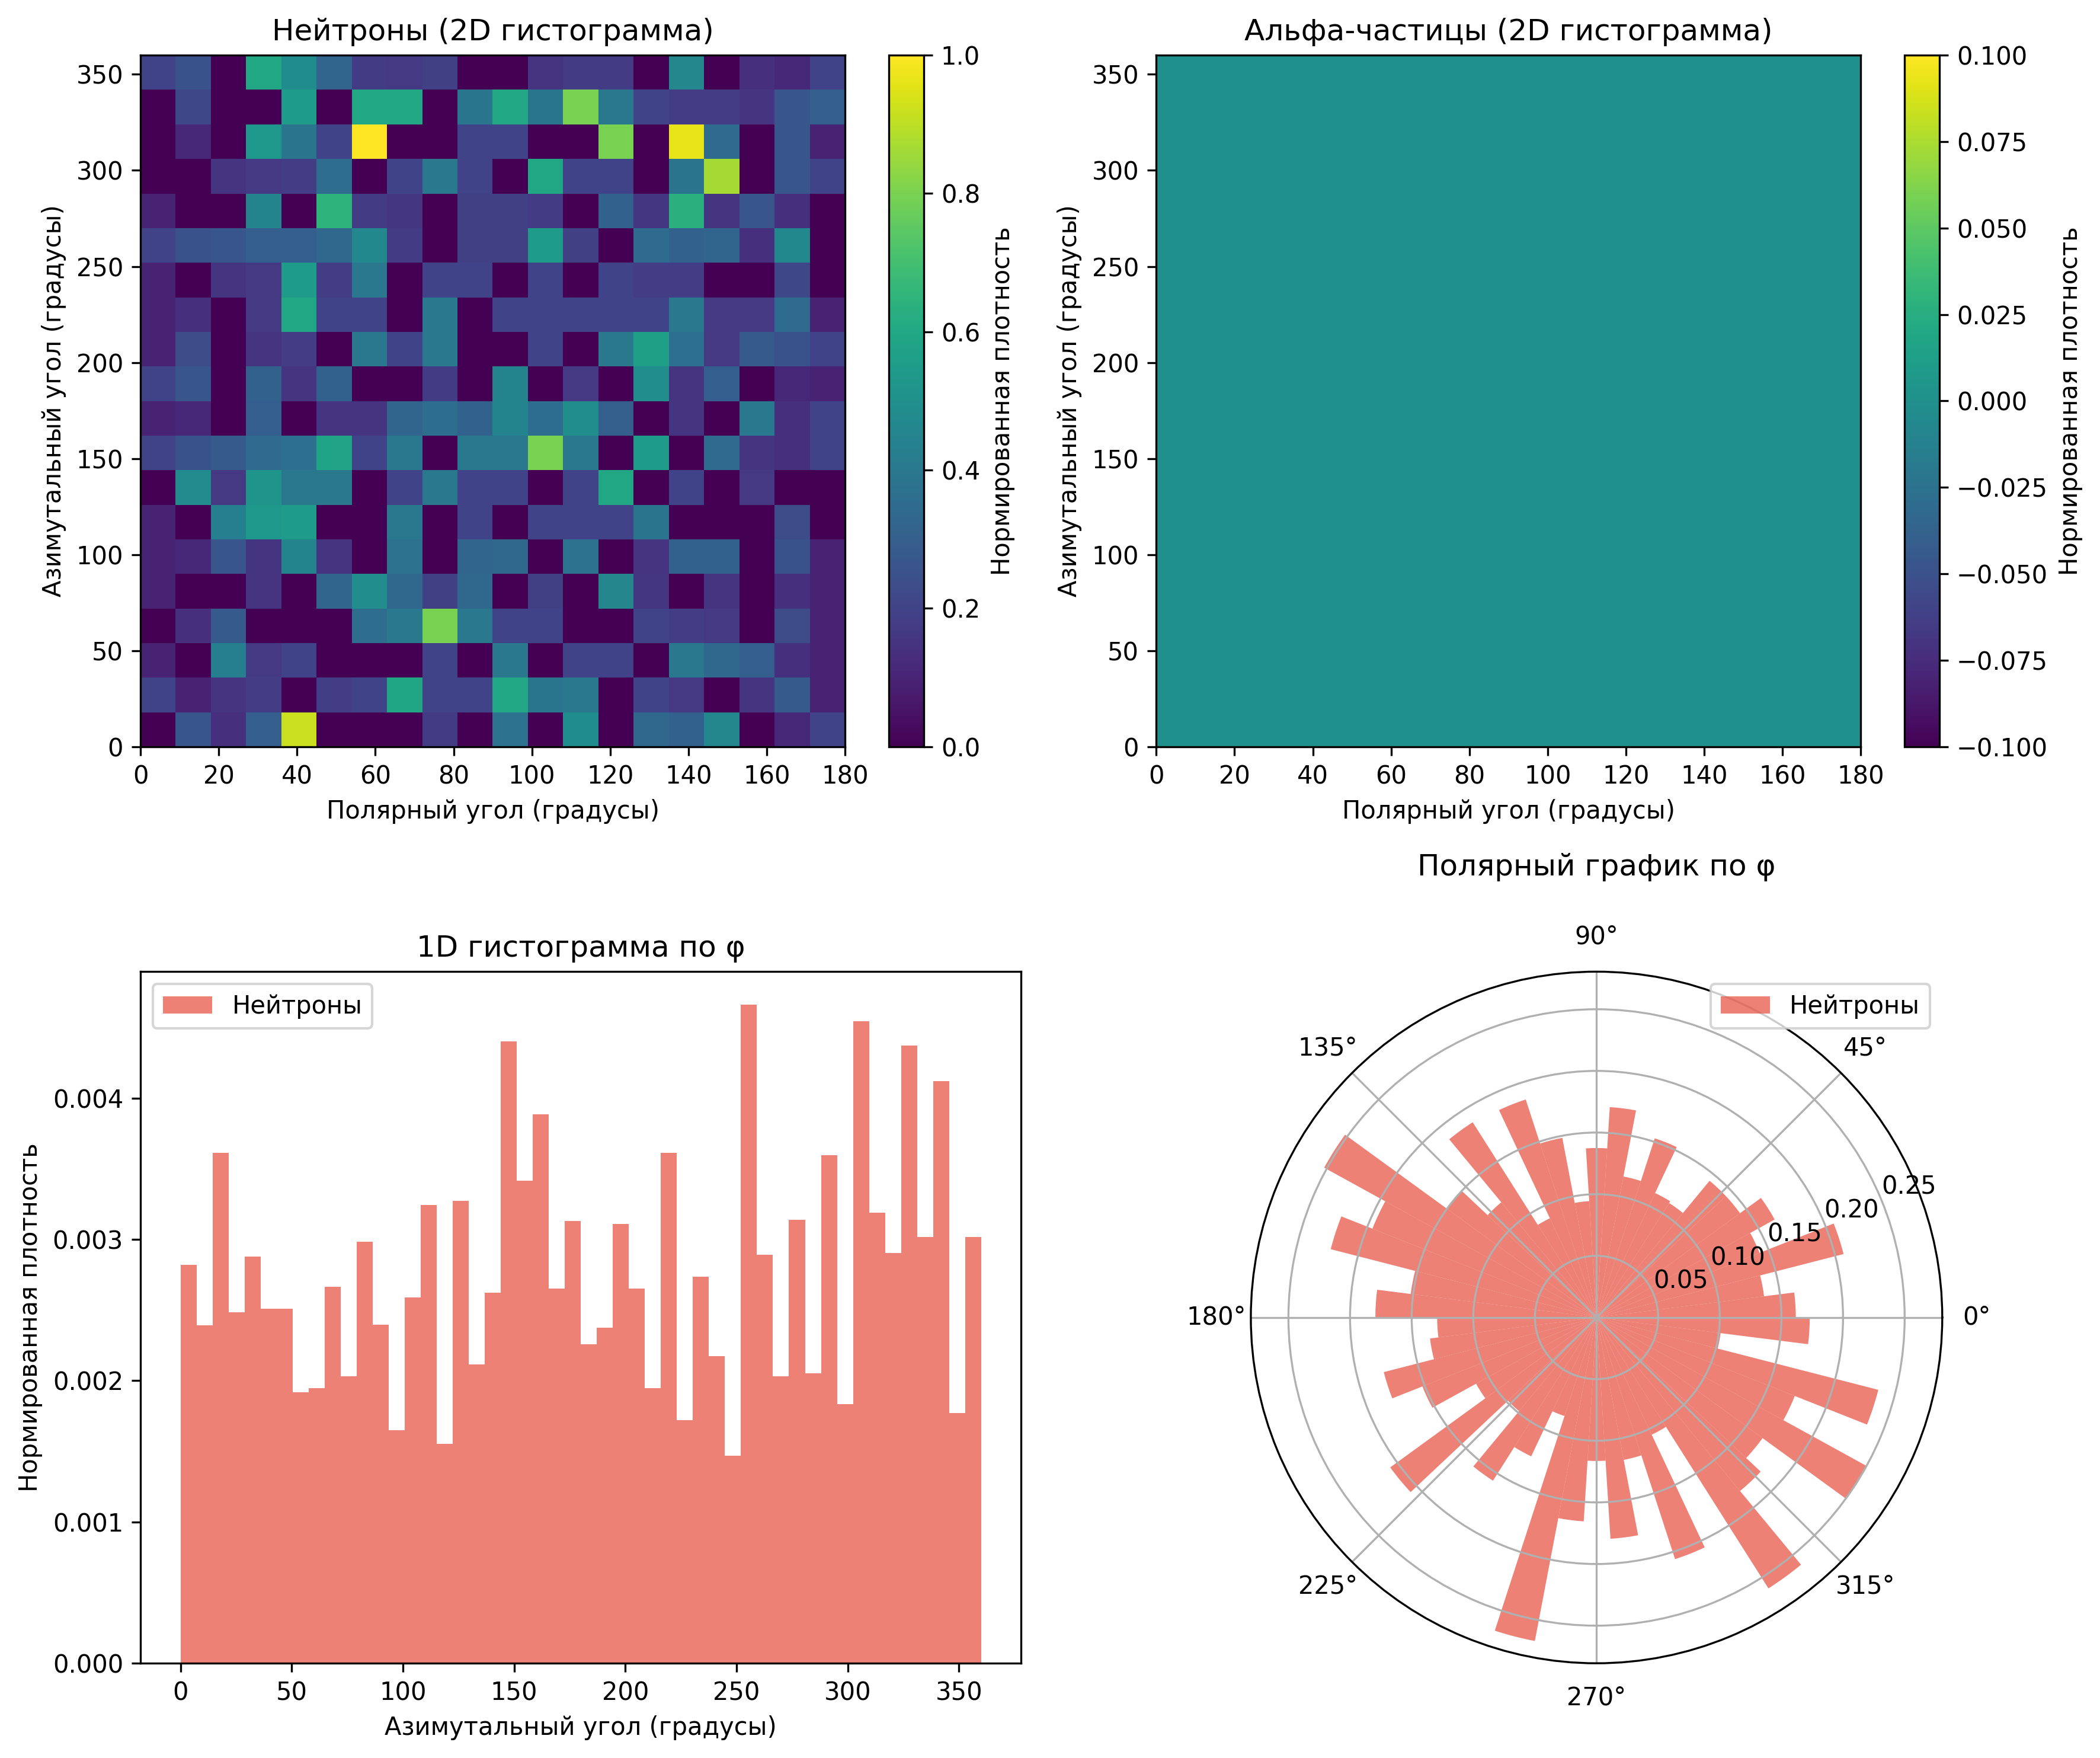 Нейтроны (2D гистограмма)
Азимутальный угол (градусы)
350
300
250
200
150
100
50
0
0 20 40 60 80 100 120 140 160 180
Полярный угол (градусы)
1.0
0.8
0.6
0.4
0.2
0.0
Нормированная плотность
Альфа-частицы (2D гистограмма)
Азимутальный угол (градусы)
350
300
250
200
150
100
50
0
0 20 40 60 80 100 120 140 160 180
Полярный угол (градусы)
0.100
0.075
0.050
0.025
0.000
−0.025
−0.050
−0.075
−0.100
Нормированная плотность
1D гистограмма по φ
Нейтроны
Нормированная плотность
0.004
0.003
0.002
0.001
0.000
0 50 100 150 200 250 300 350
Азимутальный угол (градусы)
Полярный график по φ
Нейтроны
90°
135° 45°
0.25
0.20
0.15
0.10
0.05
180° 0°
225° 315°
270°